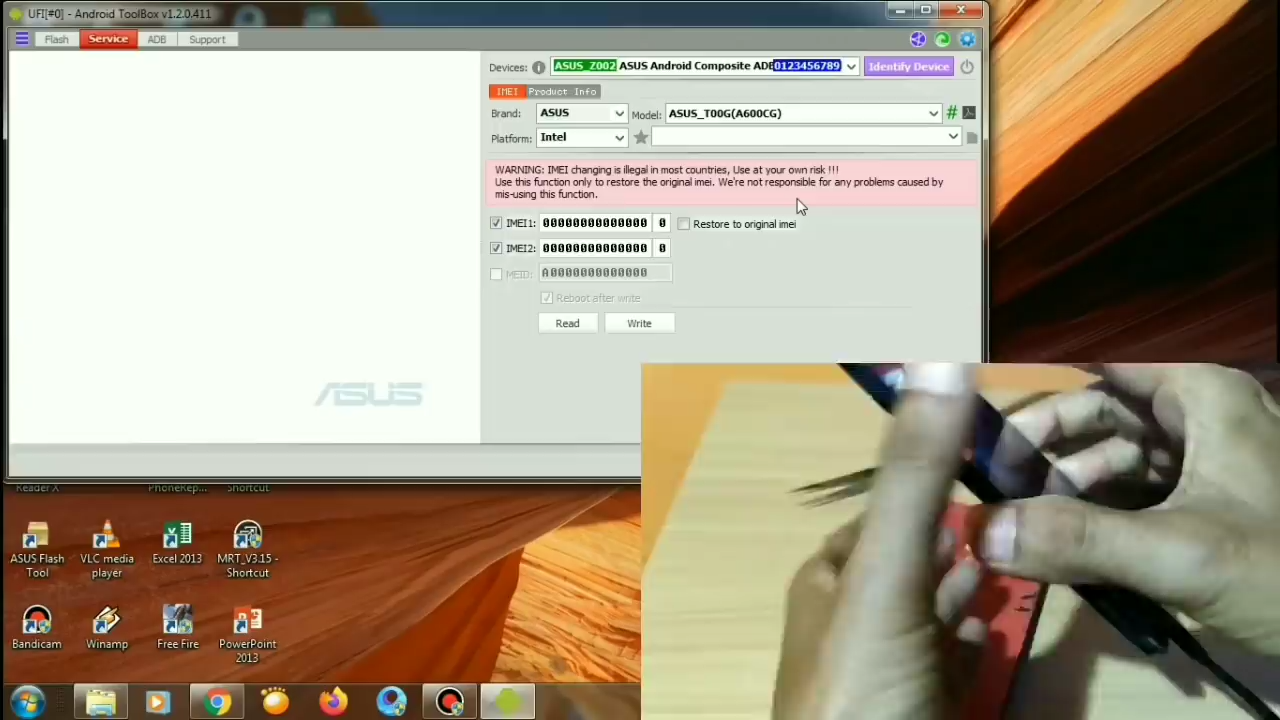 UFI[#0] - Android ToolBox v1.2.0.411
Flash Service ADB Support
Devices: ASUS_Z002 ASUS Android Composite ADB 0123456789 Identify Device
IMEI Product Info
Brand: ASUS Model: ASUS_T00G(A600CG) #
Platform: Intel
WARNING: IMEI changing is illegal in most countries, Use at your own risk !!!
Use this function only to restore the original imei. We're not responsible for any problems caused by
mis-using this function.
IMEI1: 00000000000000 0 Restore to original imei
IMEI2: 00000000000000 0
MEID: A0000000000000
Reboot after write
Read Write
ASUS
Reader X PhoneRep... Shortcut
ASUS Flash Tool
VLC media player
Excel 2013
MRT_V3.15 - Shortcut
Bandicam Winamp Free Fire PowerPoint 2013